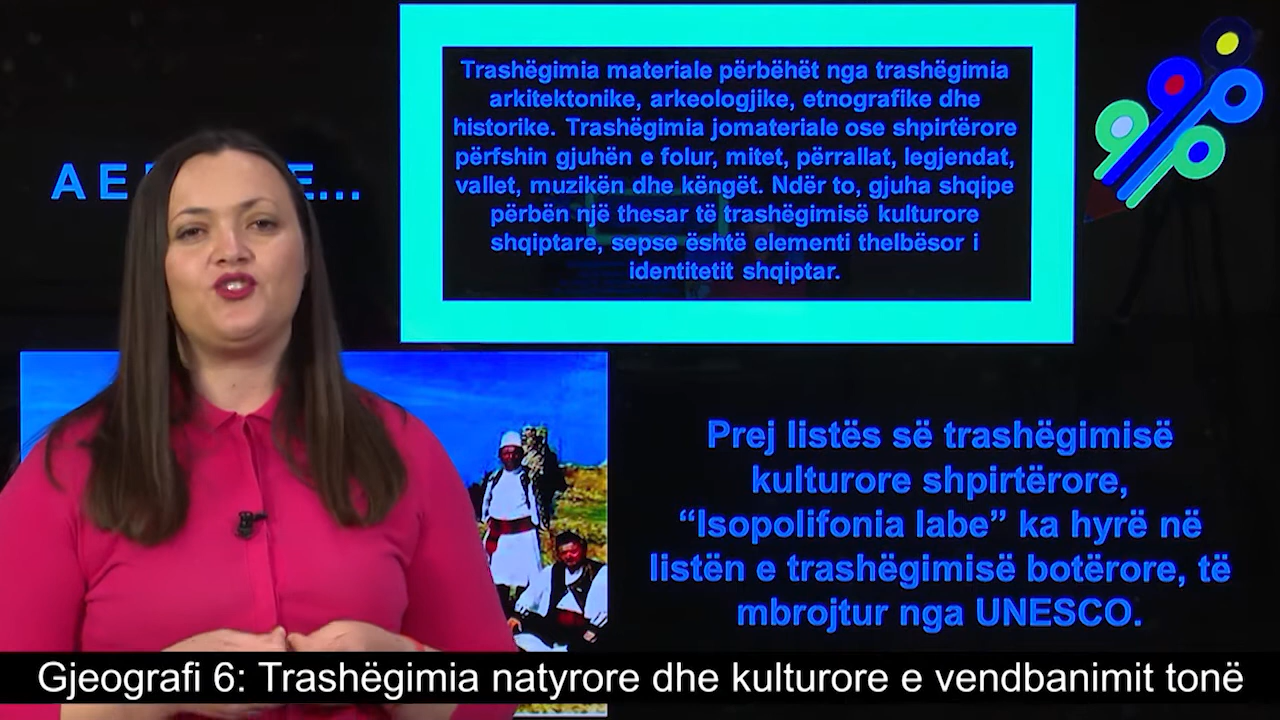 Trashëgimia materiale përbëhët nga trashëgimia
arkitektonike, arkeologjike, etnografike dhe
historike. Trashëgimia jomateriale ose shpirtërore
përfshin gjuhën e folur, mitet, përrallat, legjendat,
vallet, muzikën dhe këngët. Ndër to, gjuha shqipe
përbën një thesar të trashëgimisë kulturore
shqiptare, sepse është elementi thelbësor i
identitetit shqiptar.
Prej listës së trashëgimisë
kulturore shpirtërore,
“Isopolifonia labe” ka hyrë në
listën e trashëgimisë botërore, të
mbrojtur nga UNESCO.
Gjeografi 6: Trashëgimia natyrore dhe kulturore e vendbanimit tonë